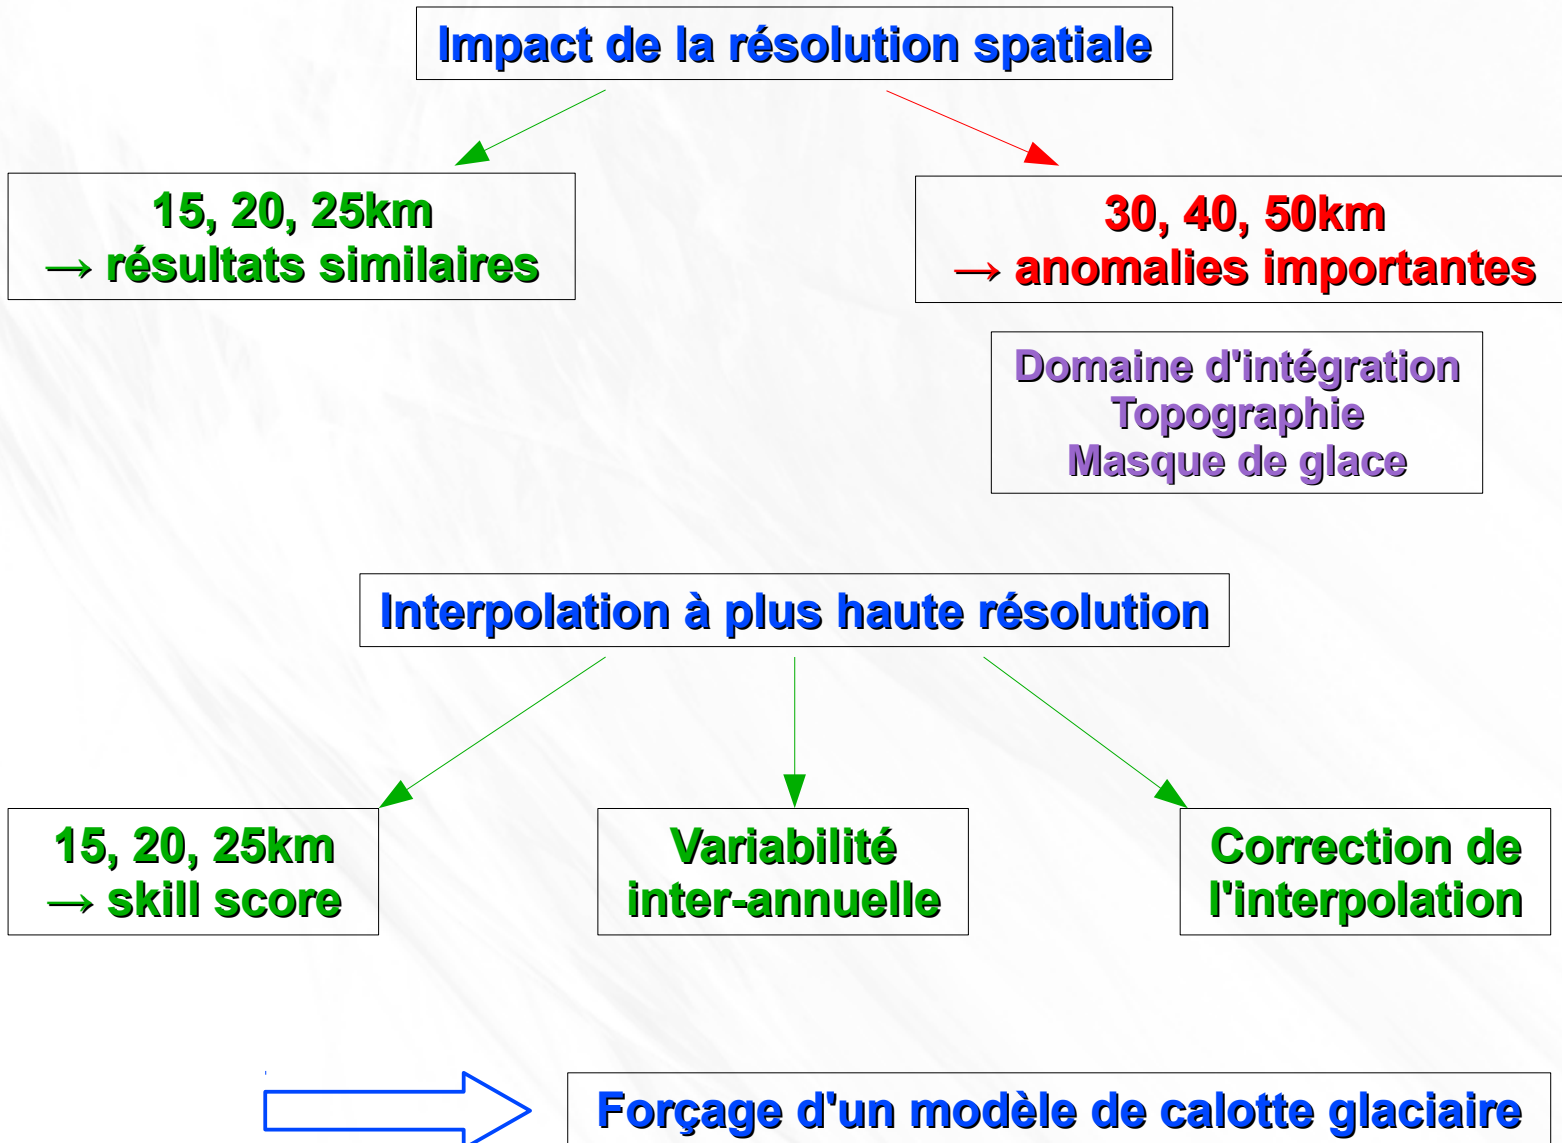 Impact de la résolution spatiale
15, 20, 25km
→ résultats similaires
30, 40, 50km
→ anomalies importantes
Domaine d'intégration
Topographie
Masque de glace
Interpolation à plus haute résolution
15, 20, 25km
→ skill score
Variabilité
inter-annuelle
Correction de
l'interpolation
Forçage d'un modèle de calotte glaciaire